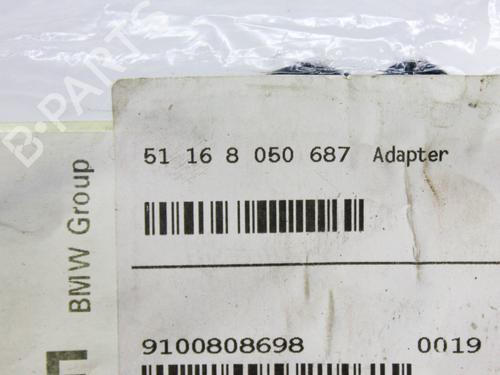 B-PARTS
51 16 8 050 687 Adapter
BMW Group
9100808698 0019